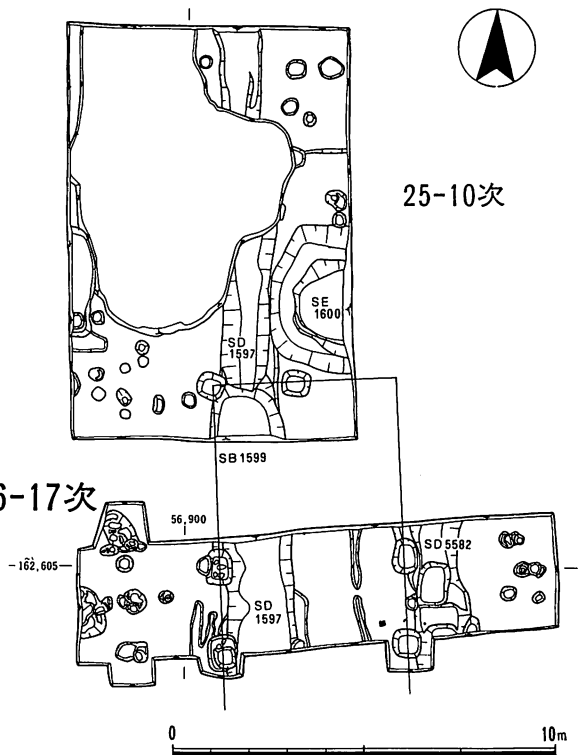 25-10次
SE
1600
SD
1597
SB1599
6-17次
56,900
-162,605
SD5582
SD
1597
0
10m